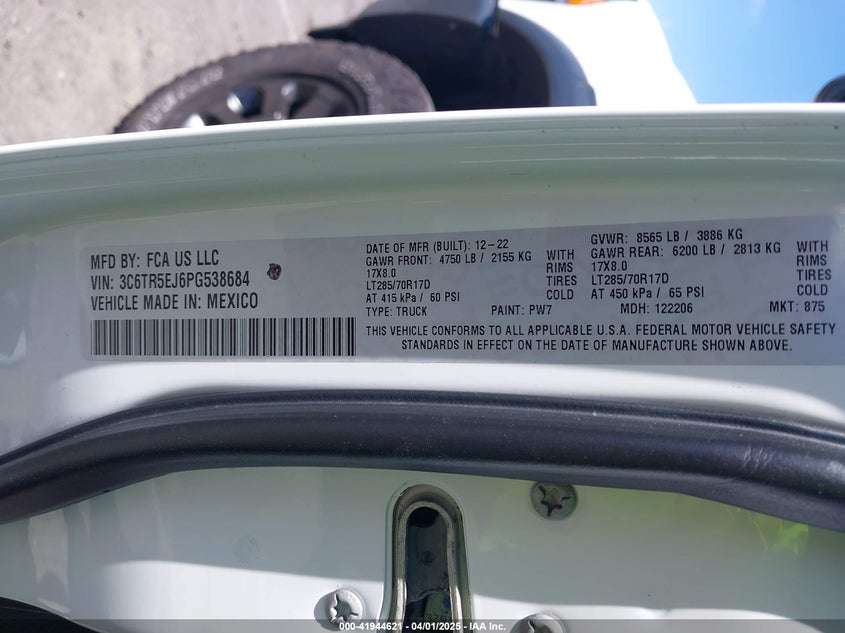 MFD BY: FCA US LLC
VIN: 3C6TR5EJ6PG538684
VEHICLE MADE IN: MEXICO
DATE OF MFR (BUILT): 12-22
GAWR FRONT: 4750 LB / 2155 KG WITH
17X8.0 RIMS
LT285/70R17D
AT 415 kPa / 60 PSI COLD
TYPE: TRUCK PAINT: PW7
GVWR: 8565 LB / 3886 KG
GAWR REAR: 6200 LB / 2813 KG WITH
17X8.0 RIMS
LT285/70R17D
AT 450 kPa / 65 PSI COLD
MDH: 122206 MKT: 875
THIS VEHICLE CONFORMS TO ALL APPLICABLE U.S.A. FEDERAL MOTOR VEHICLE SAFETY
STANDARDS IN EFFECT ON THE DATE OF MANUFACTURE SHOWN ABOVE.
000-41944621 - 04/01/2025 - IAA, Inc.